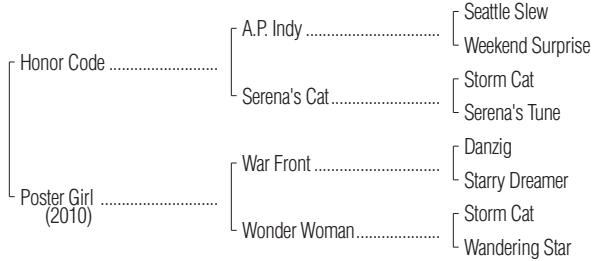 Seattle Slew
A.P. Indy ............................
Weekend Surprise
Honor Code ..........................
Storm Cat
Serena's Cat..........................
Serena's Tune
Danzig
War Front ..........................
Starry Dreamer
Poster Girl ............................
(2010)
Storm Cat
Wonder Woman....................
Wandering Star